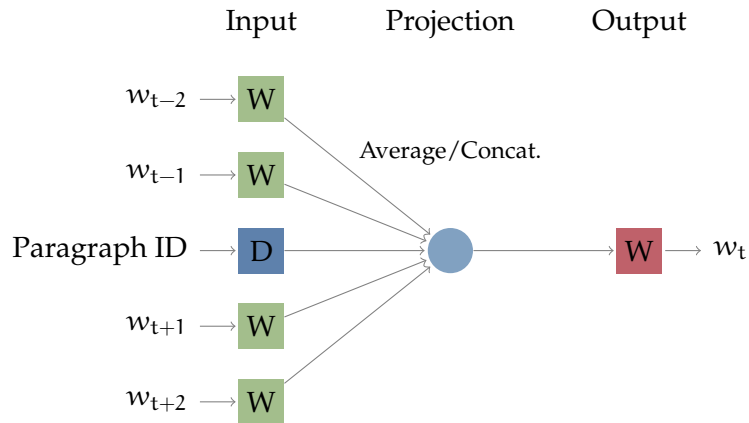 Input Projection Output
w_{t−2} W
Average/Concat.
w_{t−1} W
Paragraph ID D W w_t
w_{t+1} W
w_{t+2} W